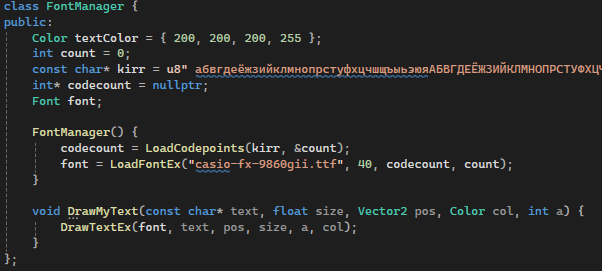 class FontManager {
public:
    Color textColor = { 200, 200, 200, 255 };
    int count = 0;
    const char* kirr = u8" абвгдеёжзийклмнопрстуфхцчшщъыьэюяАБВГДЕЁЖЗИЙКЛМНОПРСТУФХЦЧ
    int* codecount = nullptr;
    Font font;

    FontManager() {
        codecount = LoadCodepoints(kirr, &count);
        font = LoadFontEx("casio-fx-9860gii.ttf", 40, codecount, count);
    }

    void DrawMyText(const char* text, float size, Vector2 pos, Color col, int a) {
        DrawTextEx(font, text, pos, size, a, col);
    }
};